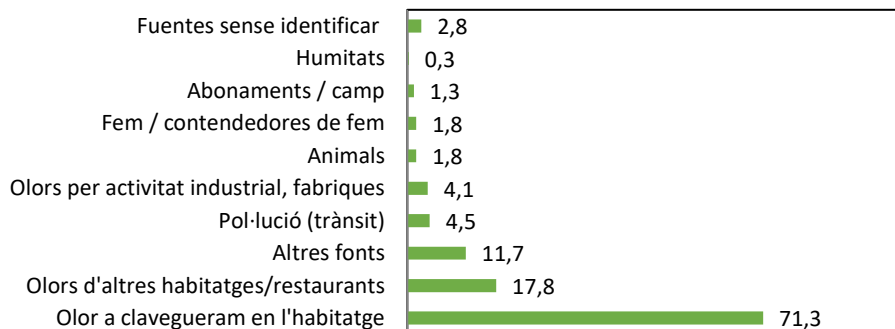 Fuentes sense identificar 2,8
Humitats 0,3
Abonaments / camp 1,3
Fem / contendedores de fem 1,8
Animals 1,8
Olors per activitat industrial, fabriques 4,1
Pol·lució (trànsit) 4,5
Altres fonts 11,7
Olors d'altres habitatges/restaurants 17,8
Olor a clavegueram en l'habitatge 71,3